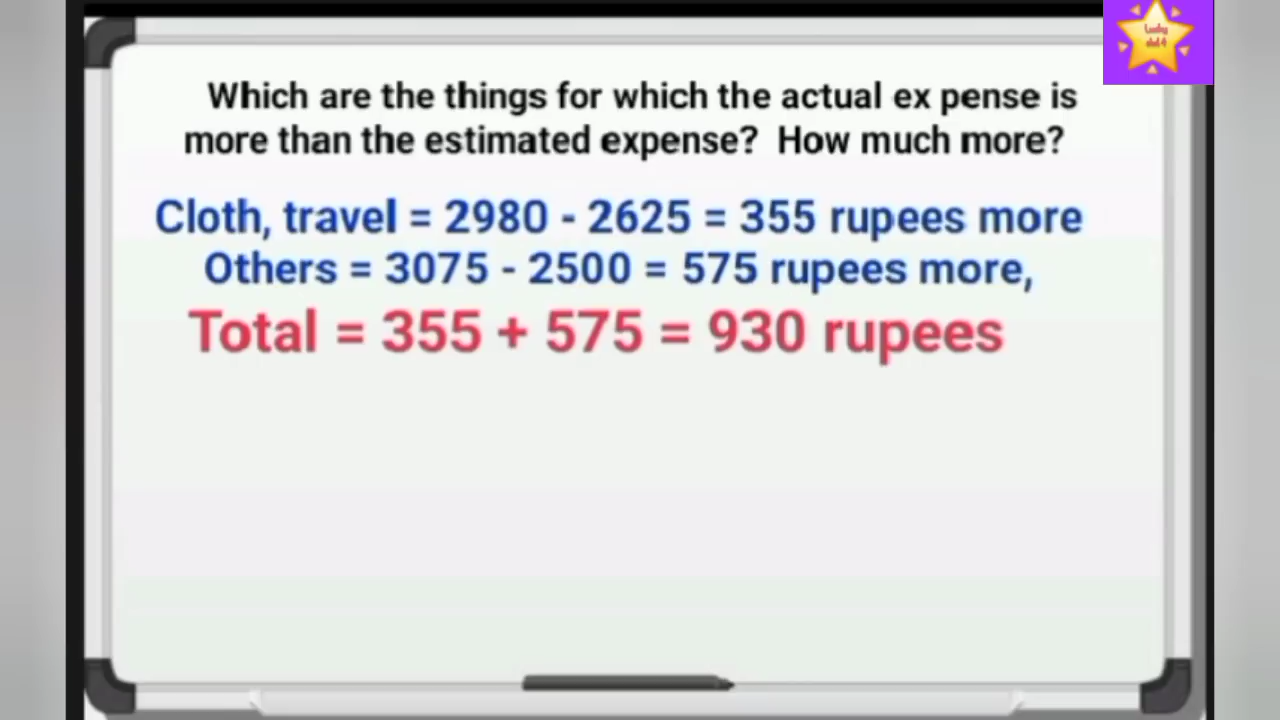 Which are the things for which the actual ex pense is
more than the estimated expense? How much more?
Cloth, travel = 2980 - 2625 = 355 rupees more
Others = 3075 - 2500 = 575 rupees more,
Total = 355 + 575 = 930 rupees